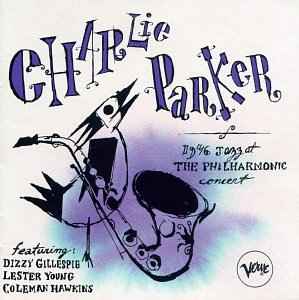 CHARLIE
PARKER
1946 Jazz at
THE PHILHARMONIC
concert
featuring:
DIZZY GILLESPIE
LESTER YOUNG
COLEMAN HAWKINS
Verve